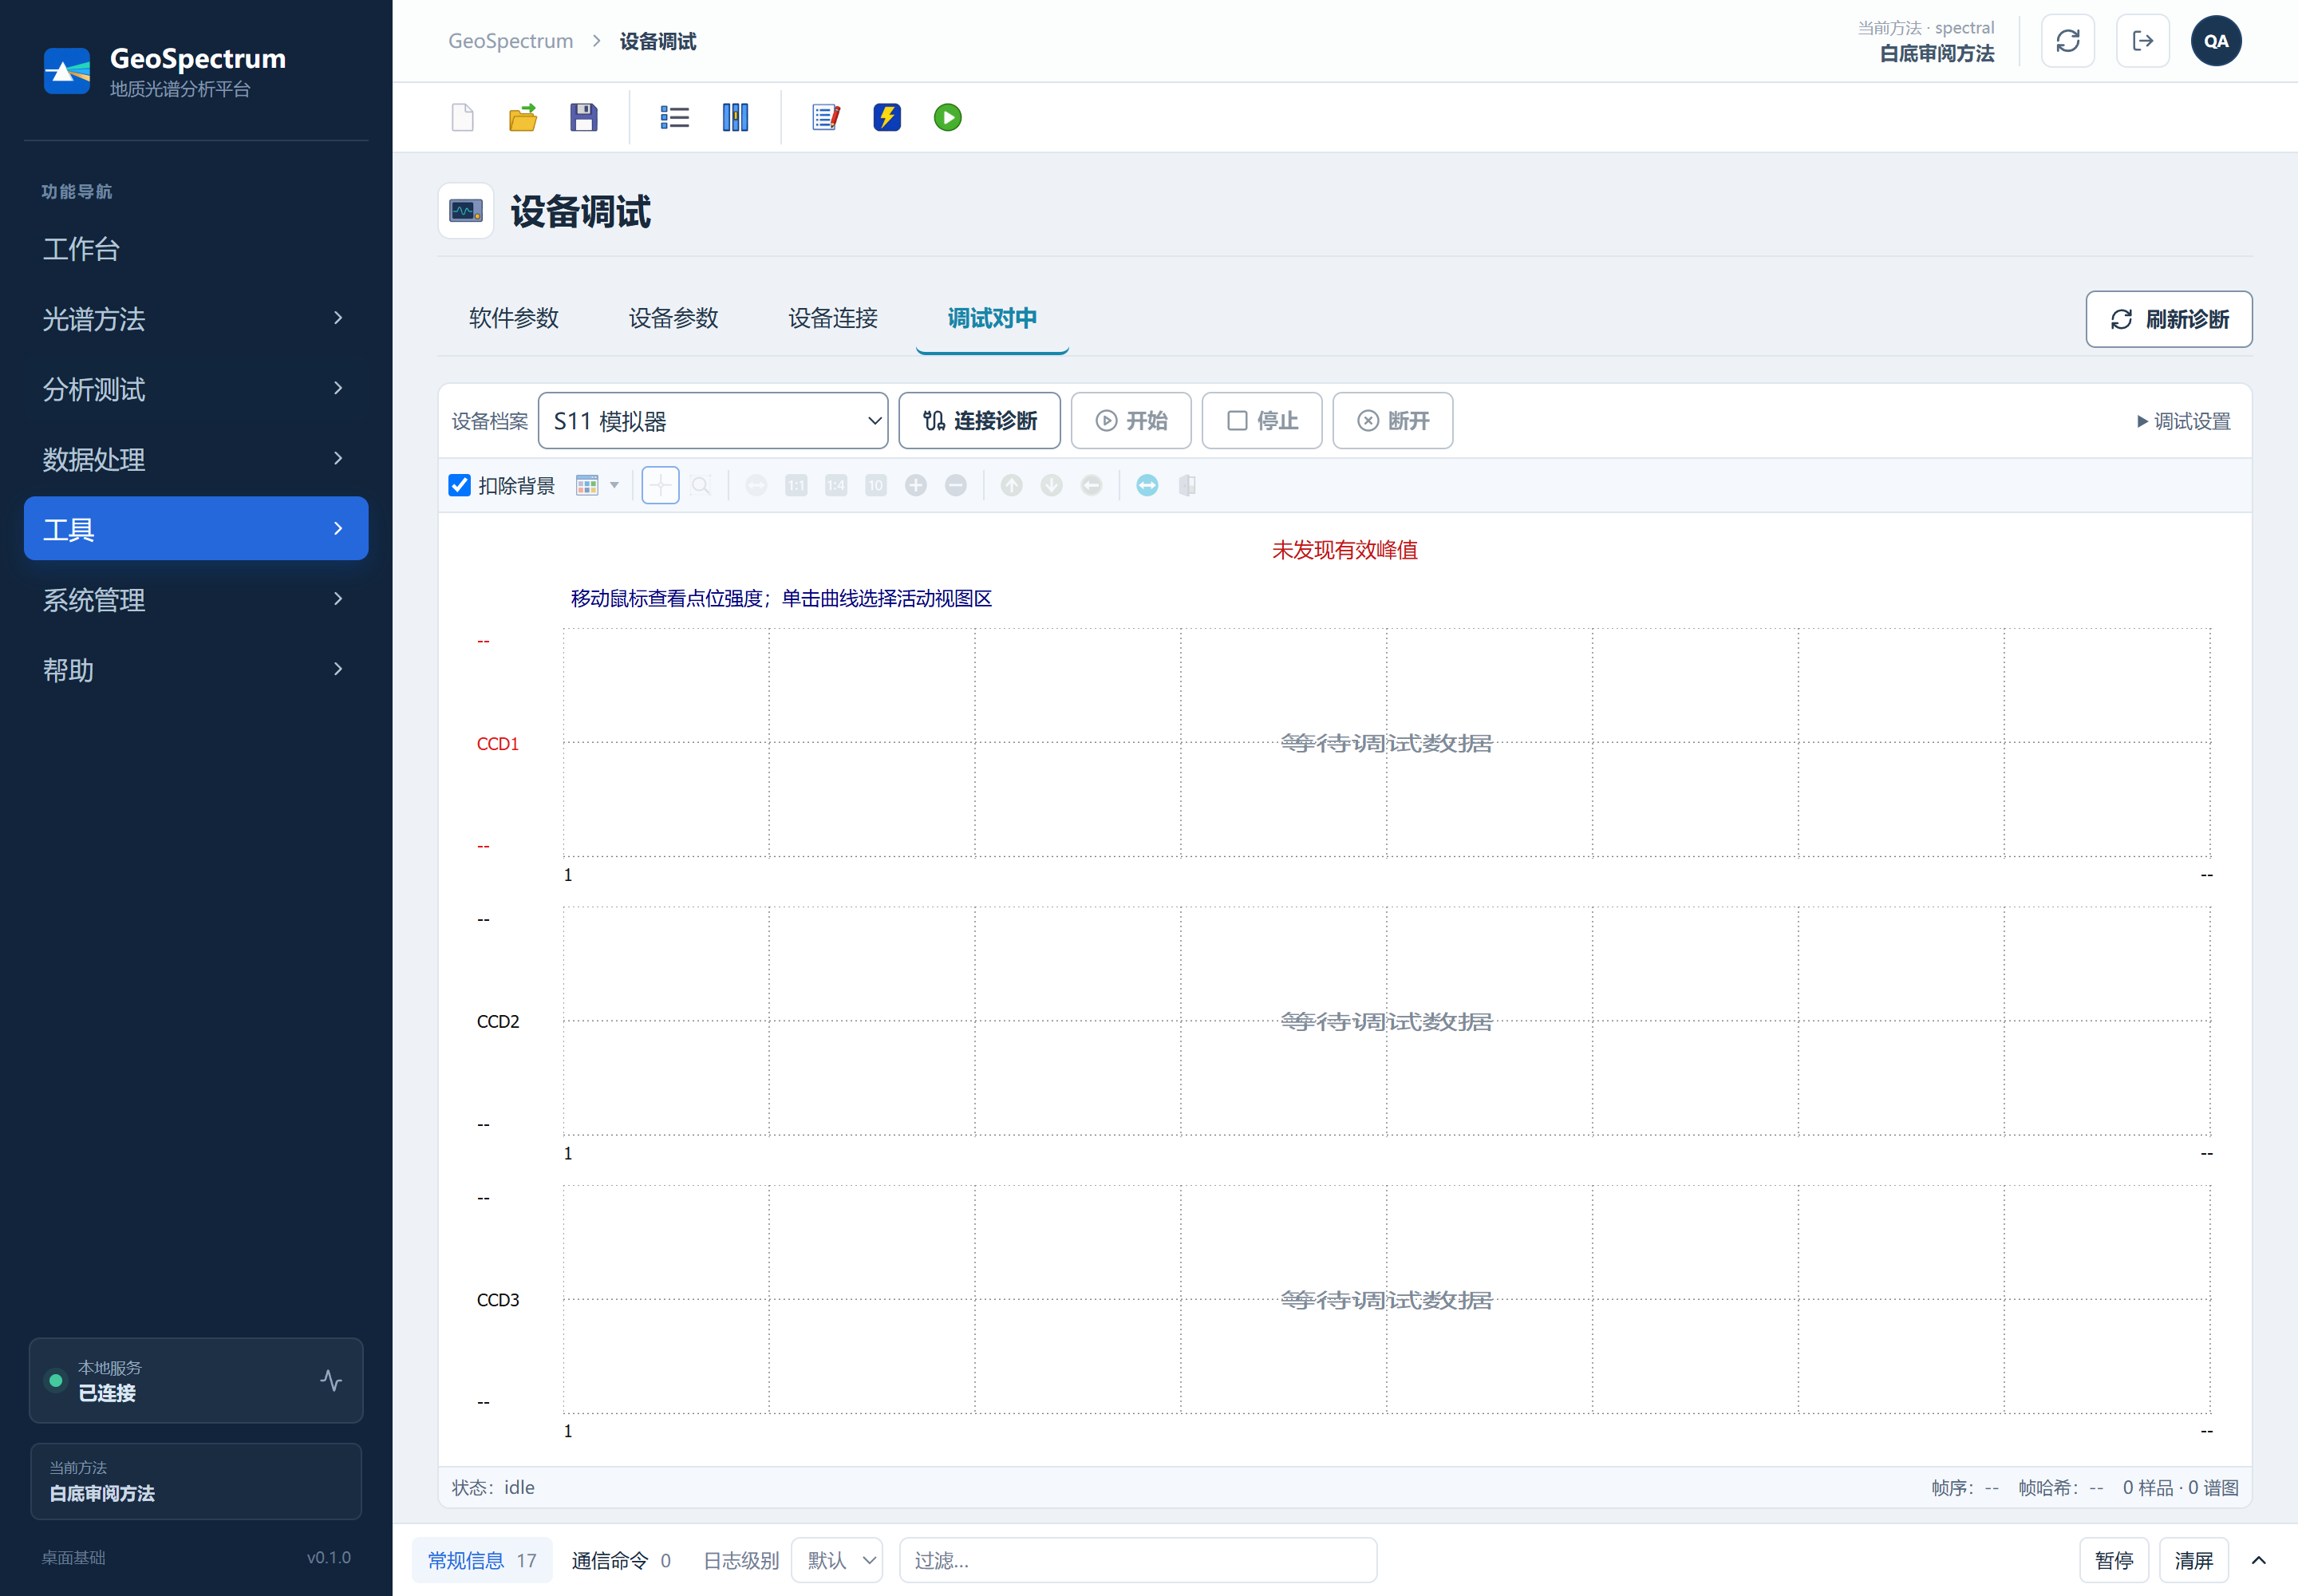 GeoSpectrum
地质光谱分析平台
功能导航
工作台
光谱方法
分析测试
数据处理
工具
系统管理
帮助
本地服务
已连接
当前方法
白底审阅方法
桌面基础 v0.1.0
GeoSpectrum 设备调试
当前方法 · spectral
白底审阅方法
QA
设备调试
软件参数 设备参数 设备连接 调试对中 刷新诊断
设备档案 S11 模拟器 连接诊断 开始 停止 断开 调试设置
扣除背景 1:1 1:4 10
未发现有效峰值
移动鼠标查看点位强度；单击曲线选择活动视图区
--
CCD1 等待调试数据
--
1 --
--
CCD2 等待调试数据
--
1 --
--
CCD3 等待调试数据
--
1 --
状态：idle 帧序：-- 帧哈希：-- 0 样品 · 0 谱图
常规信息 17 通信命令 0 日志级别 默认 过滤... 暂停 清屏